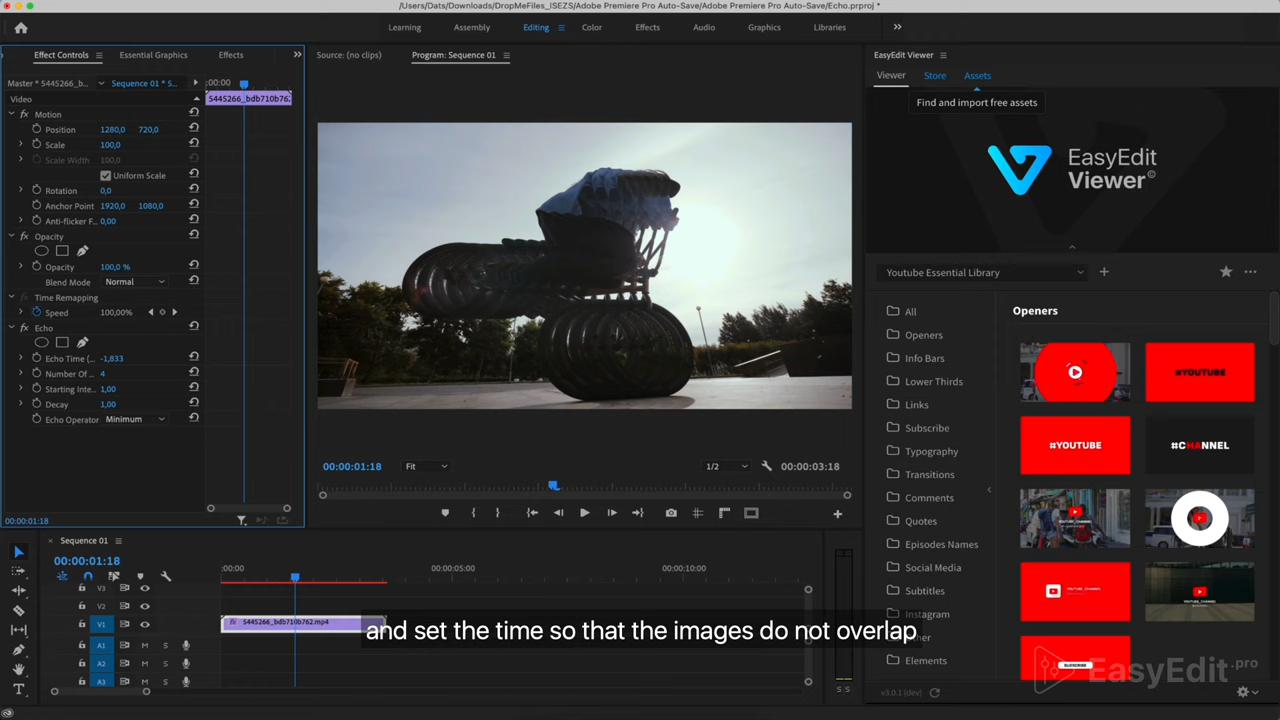 /Users/Dats/Downloads/DropMeFiles_ISEZS/Adobe Premiere Pro Auto-Save/Adobe Premiere Pro Auto-Save/Echo.prproj *
Learning Assembly Editing Color Effects Audio Graphics Libraries
Effect Controls Essential Graphics Effects
Source: (no clips) Program: Sequence 01
EasyEdit Viewer
Master * 5445266_b... Sequence 01 * 5...
:00:00
5445266_bdb710b762
Video
Motion
Position 1280,0 720,0
Scale 100,0
Scale Width 100,0
Uniform Scale
Rotation 0,0
Anchor Point 1920,0 1080,0
Anti-flicker F... 0,00
Opacity
Opacity 100,0 %
Blend Mode Normal
Time Remapping
Speed 100,00%
Echo
Echo Time (... -1,833
Number Of ... 4
Starting Inte... 1,00
Decay 1,00
Echo Operator Minimum
00:00:01:18
00:00:01:18 Fit 1/2 00:00:03:18
Viewer Store Assets
Find and import free assets
EasyEdit
Viewer©
Youtube Essential Library
All
Openers
Info Bars
Lower Thirds
Links
Subscribe
Typography
Transitions
Comments
Quotes
Episodes Names
Social Media
Subtitles
Instagram
Elements
Openers
#YOUTUBE
#YOUTUBE
#CHANNEL
SUBSCRIBE
v3.0.1 [dev]
Sequence 01
00:00:01:18
:00:00 00:00:05:00 00:00:10:00
V3
V2
V1
fx 5445266_bdb710b762.mp4
A1 M S
A2 M S
A3 M S
S S
and set the time so that the images do not overlap
EasyEdit.pro